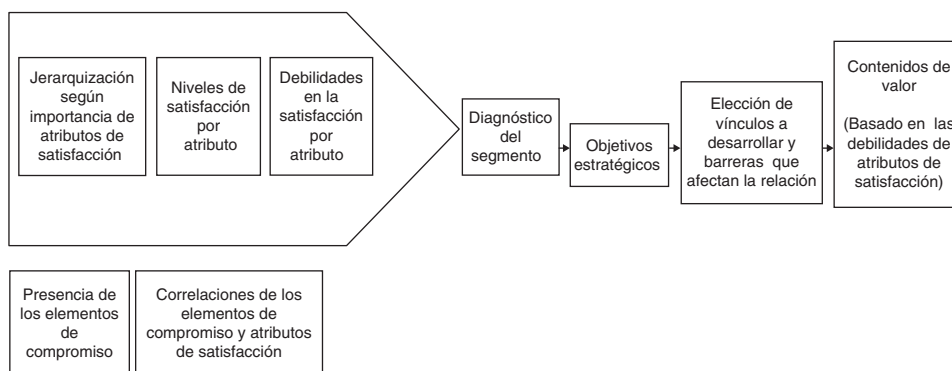 Jerarquización
según
importancia de
atributos de
satisfacción
Niveles de
satisfacción
por
atributo
Debilidades
en la
satisfacción
por
atributo
Diagnóstico
del
segmento
Objetivos
estratégicos
Elección de
vínculos a
desarrollar y
barreras que
afectan la relación
Contenidos de
valor
(Basado en las
debilidades de
atributos de
satisfacción)
Presencia de
los elementos
de
compromiso
Correlaciones de los
elementos de
compromiso y atributos
de satisfacción